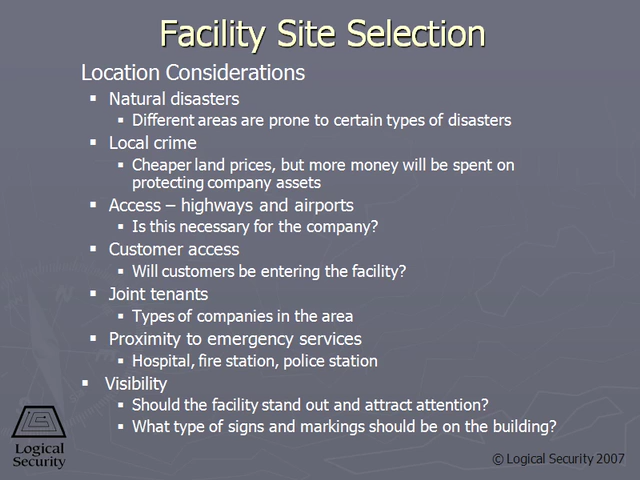 Facility Site Selection
Location Considerations
▪ Natural disasters
▪ Different areas are prone to certain types of disasters
▪ Local crime
▪ Cheaper land prices, but more money will be spent on
protecting company assets
▪ Access – highways and airports
▪ Is this necessary for the company?
▪ Customer access
▪ Will customers be entering the facility?
▪ Joint tenants
▪ Types of companies in the area
▪ Proximity to emergency services
▪ Hospital, fire station, police station
▪ Visibility
▪ Should the facility stand out and attract attention?
▪ What type of signs and markings should be on the building?
Logical
Security
© Logical Security 2007